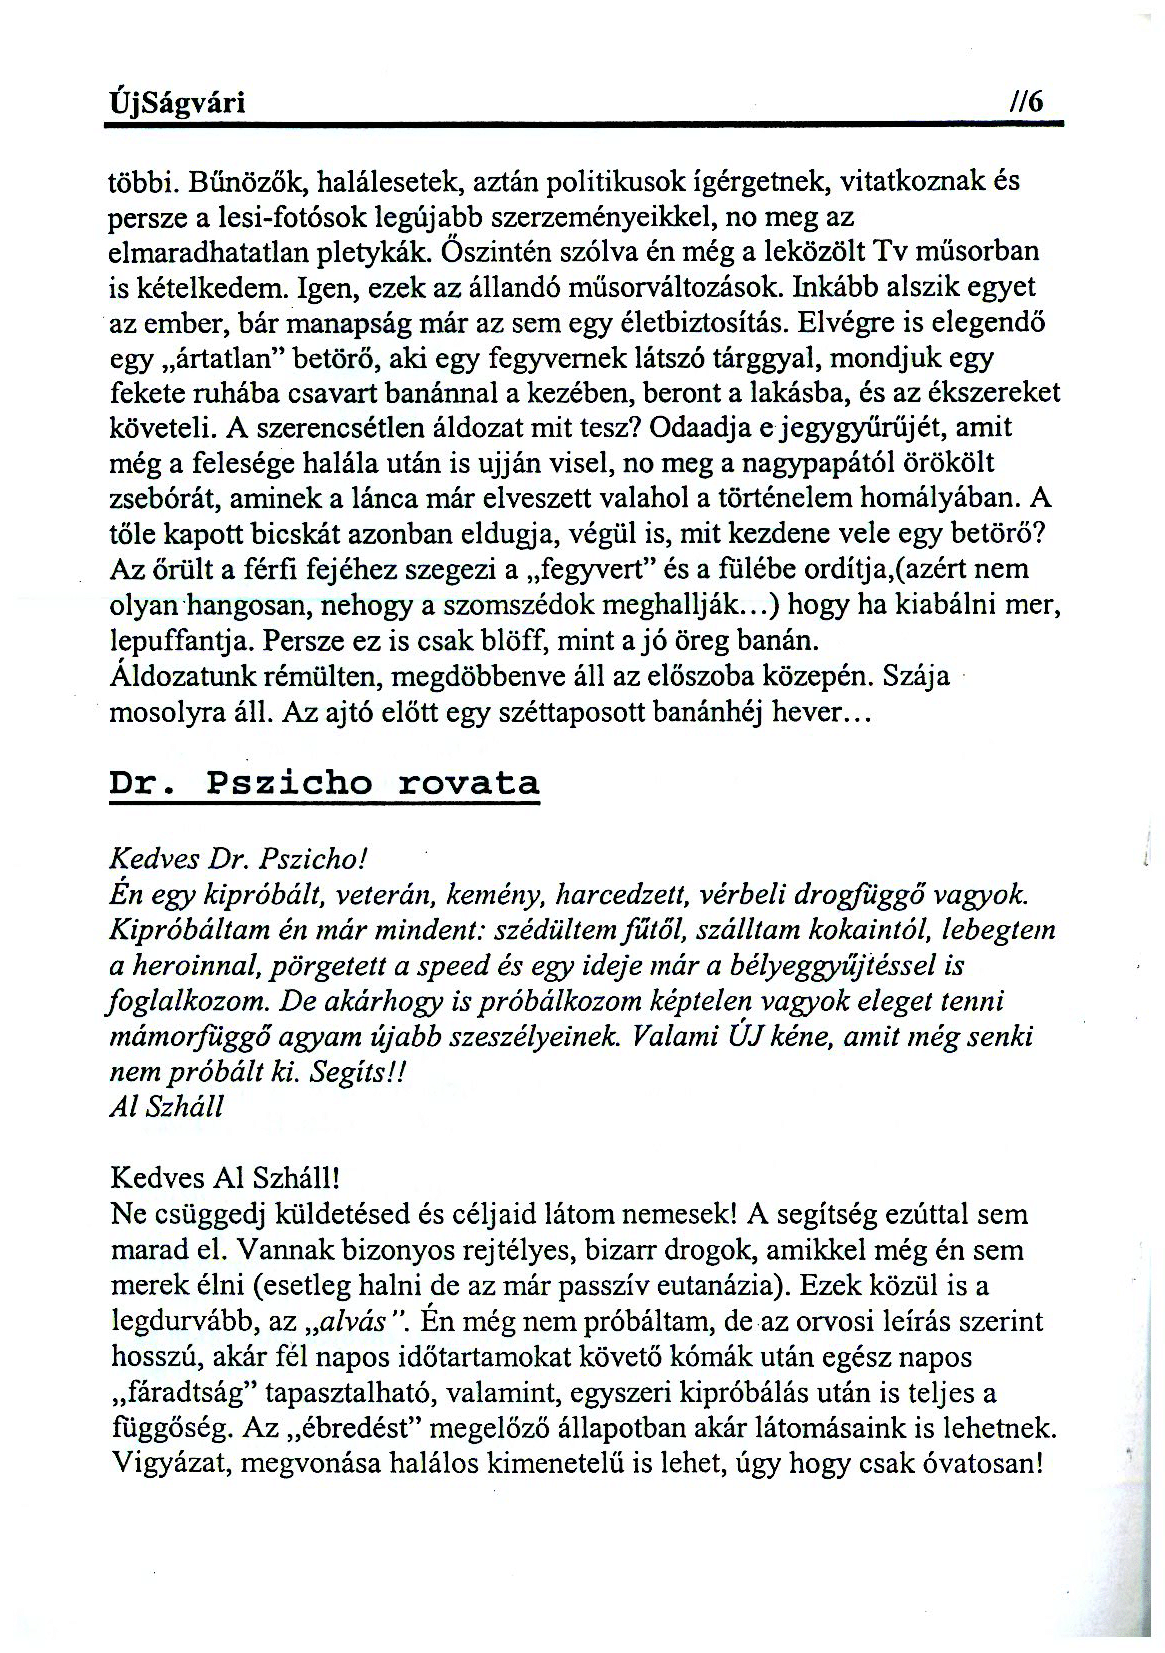 ÚjSágvári //6
többi. Bűnözők, halálesetek, aztán politikusok ígérgetnek, vitatkoznak és
persze a lesi-fotósok legújabb szerzeményeikkel, no meg az
elmaradhatatlan pletykák. Őszintén szólva én még a leközölt Tv műsorban
is kételkedem. Igen, ezek az állandó műsorváltozások. Inkább alszik egyet
az ember, bár manapság már az sem egy életbiztosítás. Elvégre is elegendő
egy „ártatlan” betörő, aki egy fegyvernek látszó tárggyal, mondjuk egy
fekete ruhába csavart banánnal a kezében, beront a lakásba, és az ékszereket
követeli. A szerencsétlen áldozat mit tesz? Odaadja e jegygyűrűjét, amit
még a felesége halála után is ujján visel, no meg a nagypapától örökölt
zsebórát, aminek a lánca már elveszett valahol a történelem homályában. A
tőle kapott bicskát azonban eldugja, végül is, mit kezdene vele egy betörő?
Az őrült a férfi fejéhez szegezi a „fegyvert” és a fülébe ordítja,(azért nem
olyan hangosan, nehogy a szomszédok meghallják...) hogy ha kiabálni mer,
lepuffantja. Persze ez is csak blöff, mint a jó öreg banán.
Áldozatunk rémülten, megdöbbenve áll az előszoba közepén. Szája
mosolyra áll. Az ajtó előtt egy széttaposott banánhéj hever...
Dr. Pszicho rovata
Kedves Dr. Pszicho!
Én egy kipróbált, veterán, kemény, harcedzett, vérbeli drogfüggő vagyok.
Kipróbáltam én már mindent: szédültem fűtől, szálltam kokaintól, lebegtem
a heroinnal, pörgetett a speed és egy ideje már a bélyeggyűjtéssel is
foglalkozom. De akárhogy is próbálkozom képtelen vagyok eleget tenni
mámorfüggő agyam újabb szeszélyeinek. Valami ÚJ kéne, amit még senki
nem próbált ki. Segíts!!
Al Szháll
Kedves Al Szháll!
Ne csüggedj küldetésed és céljaid látom nemesek! A segítség ezúttal sem
marad el. Vannak bizonyos rejtélyes, bizarr drogok, amikkel még én sem
merek élni (esetleg halni de az már passzív eutanázia). Ezek közül is a
legdurvább, az „alvás”. Én még nem próbáltam, de az orvosi leírás szerint
hosszú, akár fél napos időtartamokat követő kómák után egész napos
„fáradtság” tapasztalható, valamint, egyszeri kipróbálás után is teljes a
függőség. Az „ébredést” megelőző állapotban akár látomásaink is lehetnek.
Vigyázat, megvonása halálos kimenetelű is lehet, úgy hogy csak óvatosan!